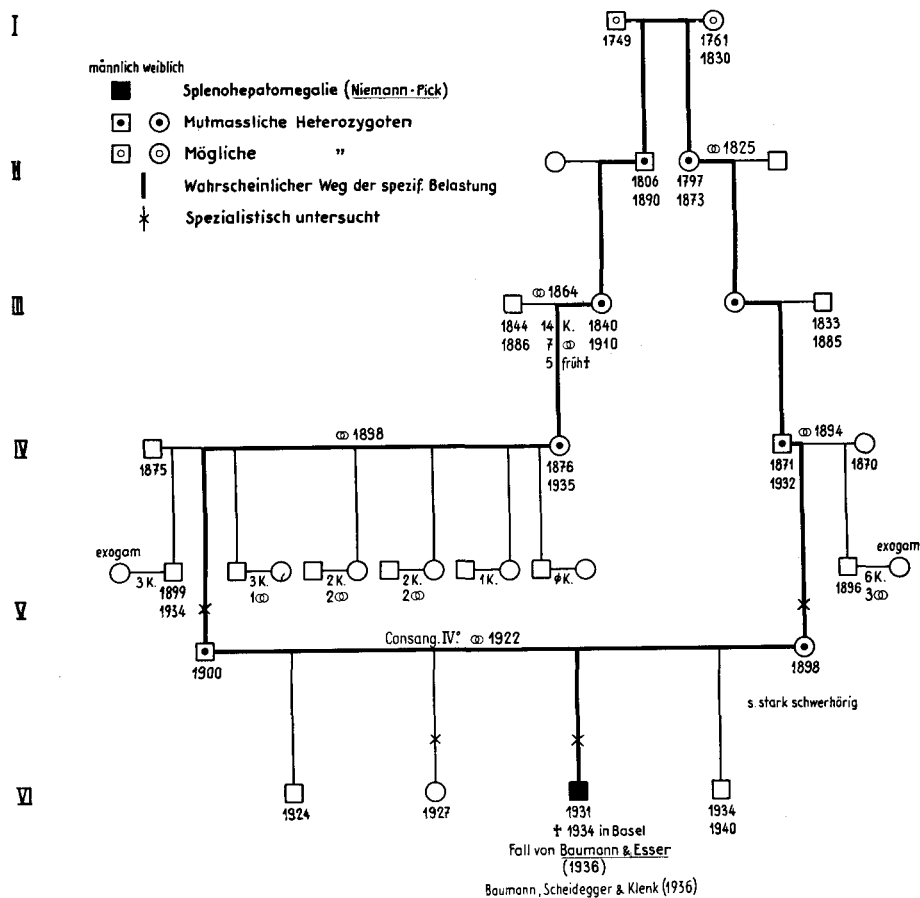 I
1749
1761
1830
männlich weiblich
Splenohepatomegalie (Niemann-Pick)
Mutmassliche Heterozygoten
Mögliche "
Wahrscheinlicher Weg der spezif. Belastung
Spezialistisch untersucht
II
⚭ 1825
1806
1890
1797
1873
III
⚭ 1864
1844
1886
14 K.
7 ⚭
5 früh†
1840
1910
1833
1885
IV
⚭ 1898
⚭ 1894
1875
1876
1935
1871
1932
1870
exogam
3 K.
1899
1934
3 K.
1⚭
2 K.
2⚭
2 K.
2⚭
1 K.
φ K.
exogam
1896
6 K.
3⚭
V
Consang. IV.° ⚭ 1922
1900
1898
s. stark schwerhörig
VI
1924
1927
1931
1934
1940
† 1934 in Basel
Fall von Baumann & Esser
(1936)
Baumann, Scheidegger & Klenk (1936)